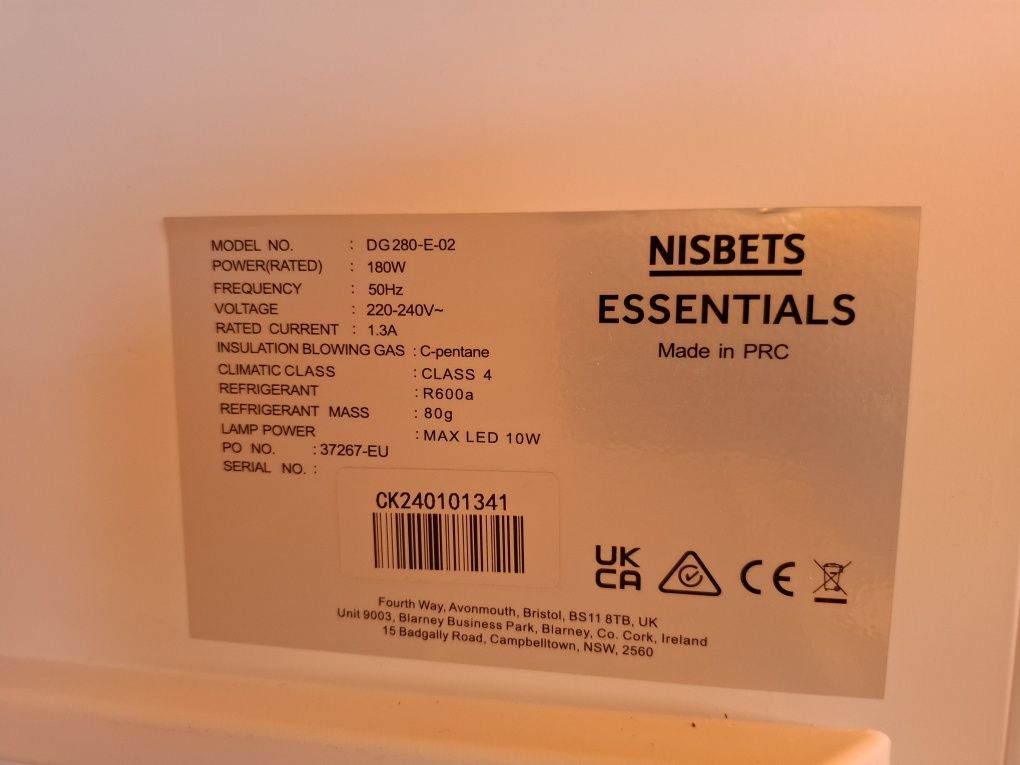 MODEL NO. : DG280-E-02
POWER(RATED) : 180W
FREQUENCY : 50Hz
VOLTAGE : 220-240V~
RATED CURRENT : 1.3A
INSULATION BLOWING GAS : C-pentane
CLIMATIC CLASS : CLASS 4
REFRIGERANT : R600a
REFRIGERANT MASS : 80g
LAMP POWER : MAX LED 10W
PO NO. : 37267-EU
SERIAL NO. :
CK240101341
NISBETS
ESSENTIALS
Made in PRC
UK
CA
CE
Fourth Way, Avonmouth, Bristol, BS11 8TB, UK
Unit 9003, Blarney Business Park, Blarney, Co. Cork, Ireland
15 Badgally Road, Campbelltown, NSW, 2560